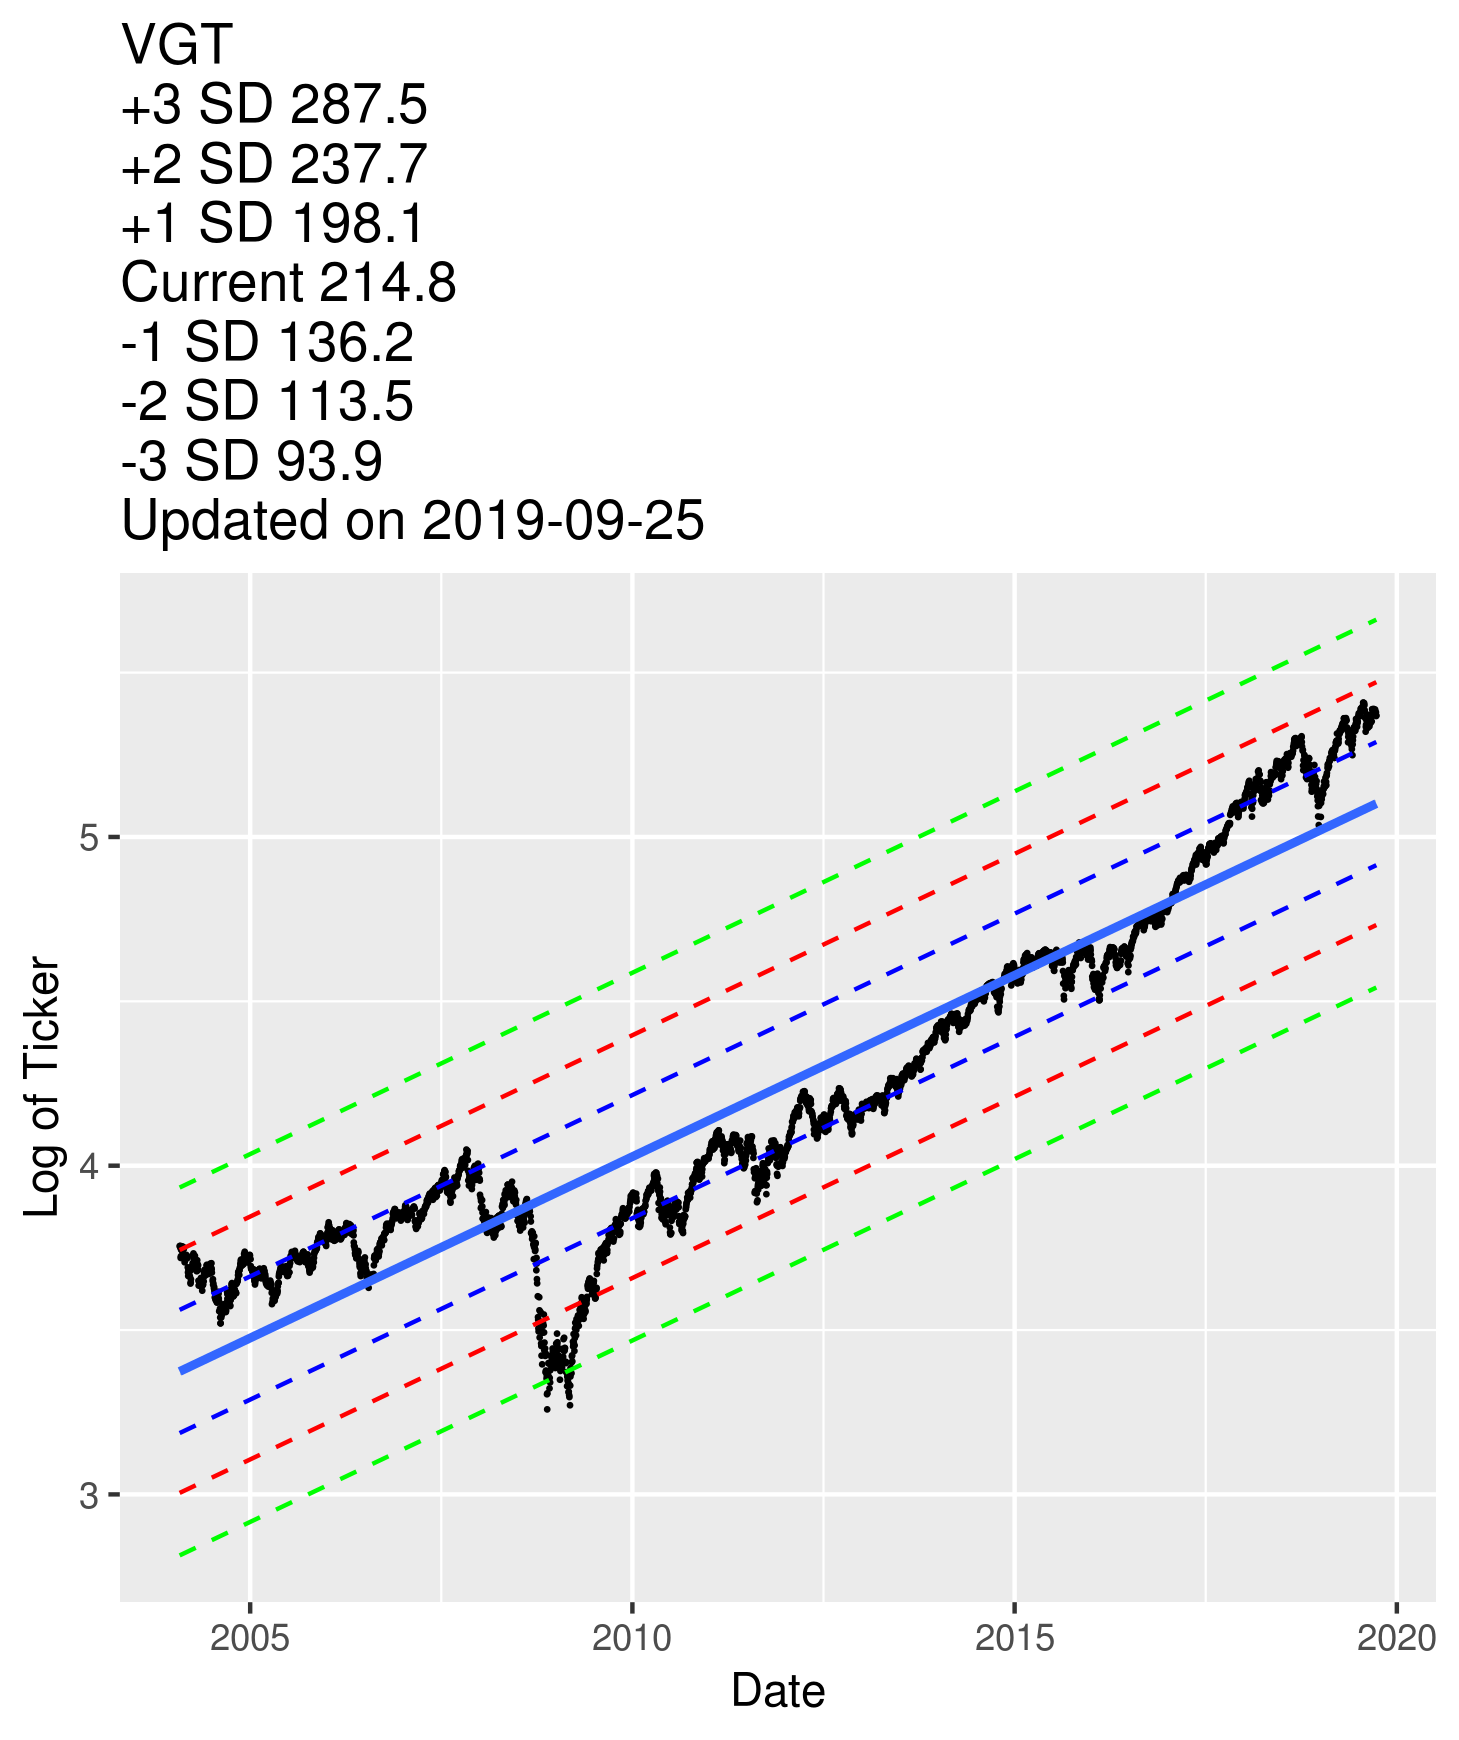 VGT
+3 SD 287.5
+2 SD 237.7
+1 SD 198.1
Current 214.8
-1 SD 136.2
-2 SD 113.5
-3 SD 93.9
Updated on 2019-09-25
Log of Ticker
5
4
3
2005 2010 2015 2020
Date